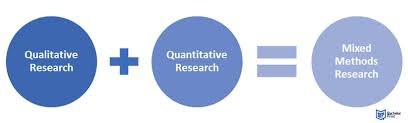 Qualitative
Research
Quantitative
Research
Mixed
Methods
Research